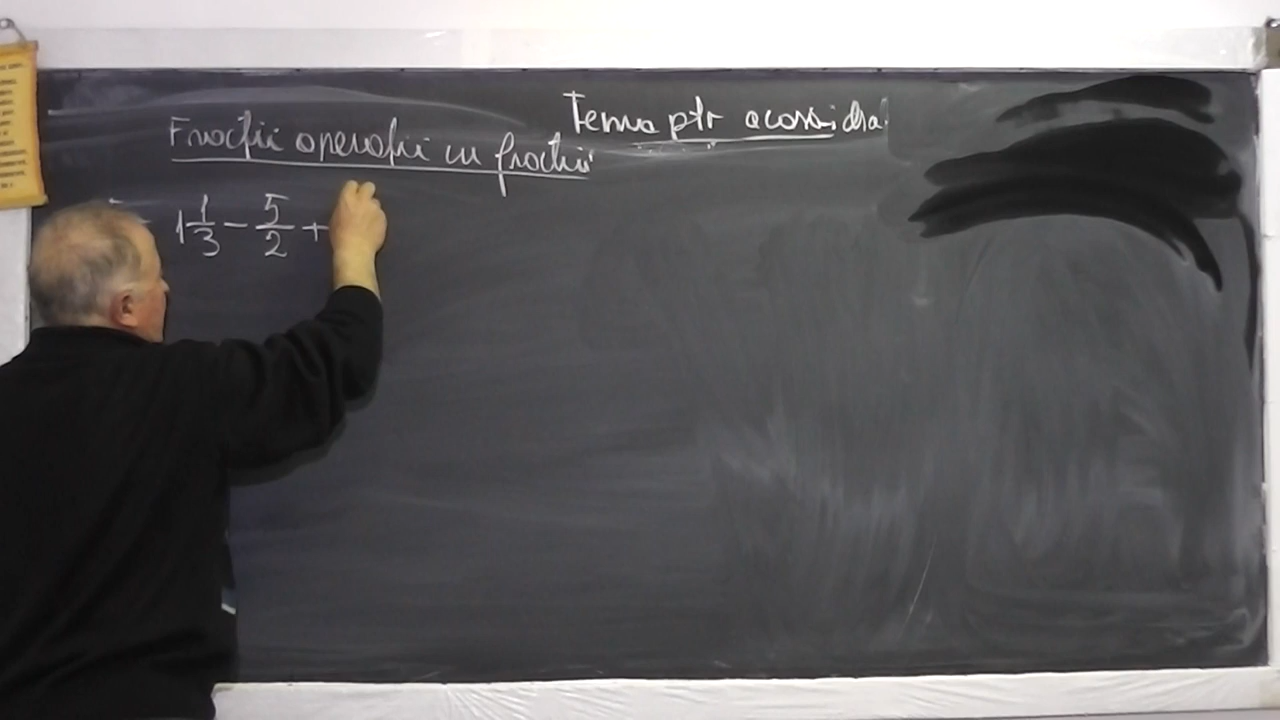 Tema ptr acasă
Fracții operații cu fracții
1 1/3 - 5/2 +